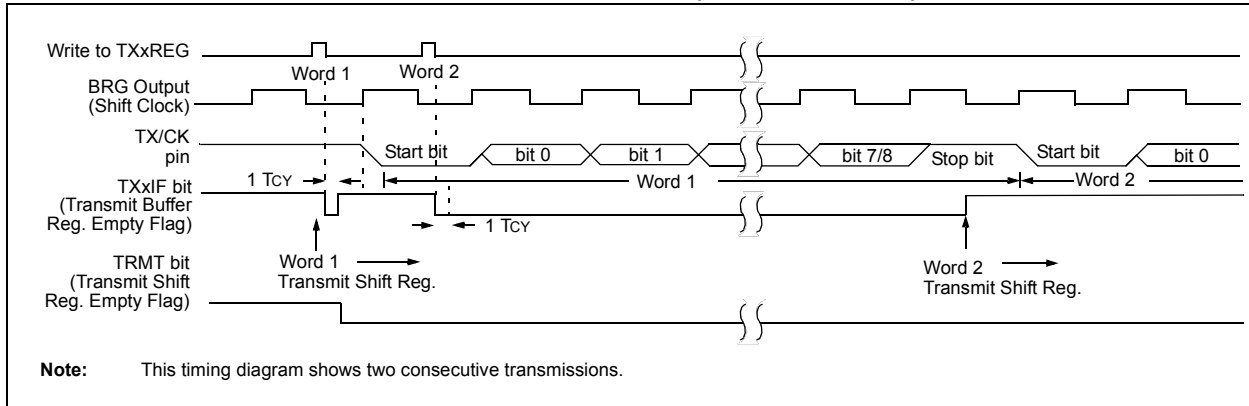 Write to TXxREG
Word 1
Word 2
BRG Output
(Shift Clock)
TX/CK
pin
Start bit
bit 0
bit 1
bit 7/8
Stop bit
Start bit
bit 0
1 TCY
Word 1
Word 2
TXxIF bit
(Transmit Buffer
Reg. Empty Flag)
1 TCY
Word 1
Transmit Shift Reg.
Word 2
Transmit Shift Reg.
TRMT bit
(Transmit Shift
Reg. Empty Flag)
Note: This timing diagram shows two consecutive transmissions.